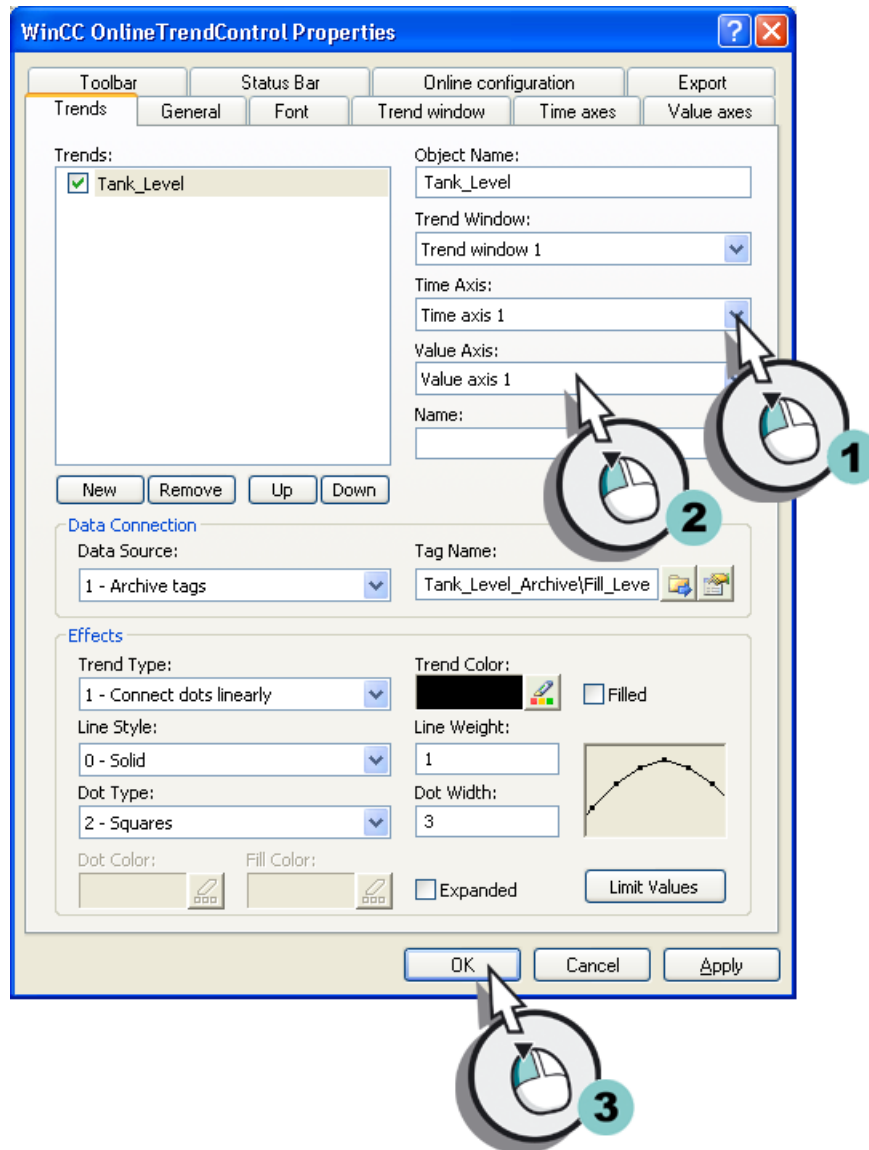 WinCC OnlineTrendControl Properties
Toolbar Status Bar Online configuration Export
Trends General Font Trend window Time axes Value axes
Trends:
Tank_Level
Object Name:
Tank_Level
Trend Window:
Trend window 1
Time Axis:
Time axis 1
Value Axis:
Value axis 1
Name:
1
2
New Remove Up Down
Data Connection
Data Source:
1 - Archive tags
Tag Name:
Tank_Level_Archive\Fill_Leve
Effects
Trend Type:
1 - Connect dots linearly
Trend Color:
Filled
Line Style:
0 - Solid
Line Weight:
1
Dot Type:
2 - Squares
Dot Width:
3
Dot Color:
Fill Color:
Expanded
Limit Values
OK Cancel Apply
3